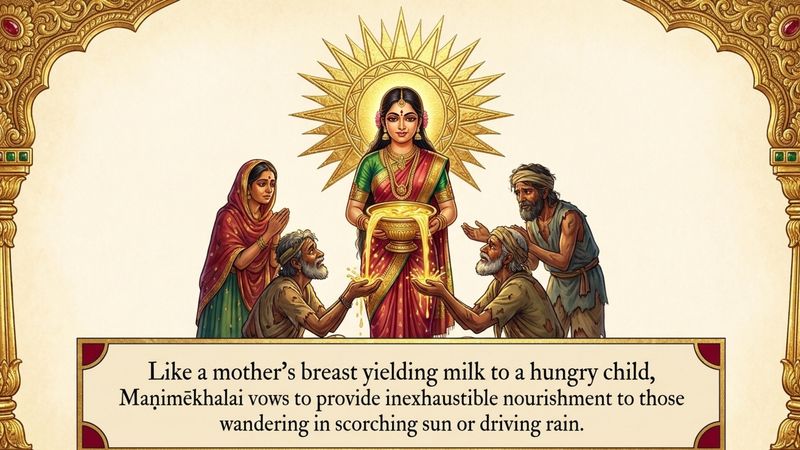 Like a mother’s breast yielding milk to a hungry child,
Maṇimēkhalai vows to provide inexhaustible nourishment to those
wandering in scorching sun or driving rain.